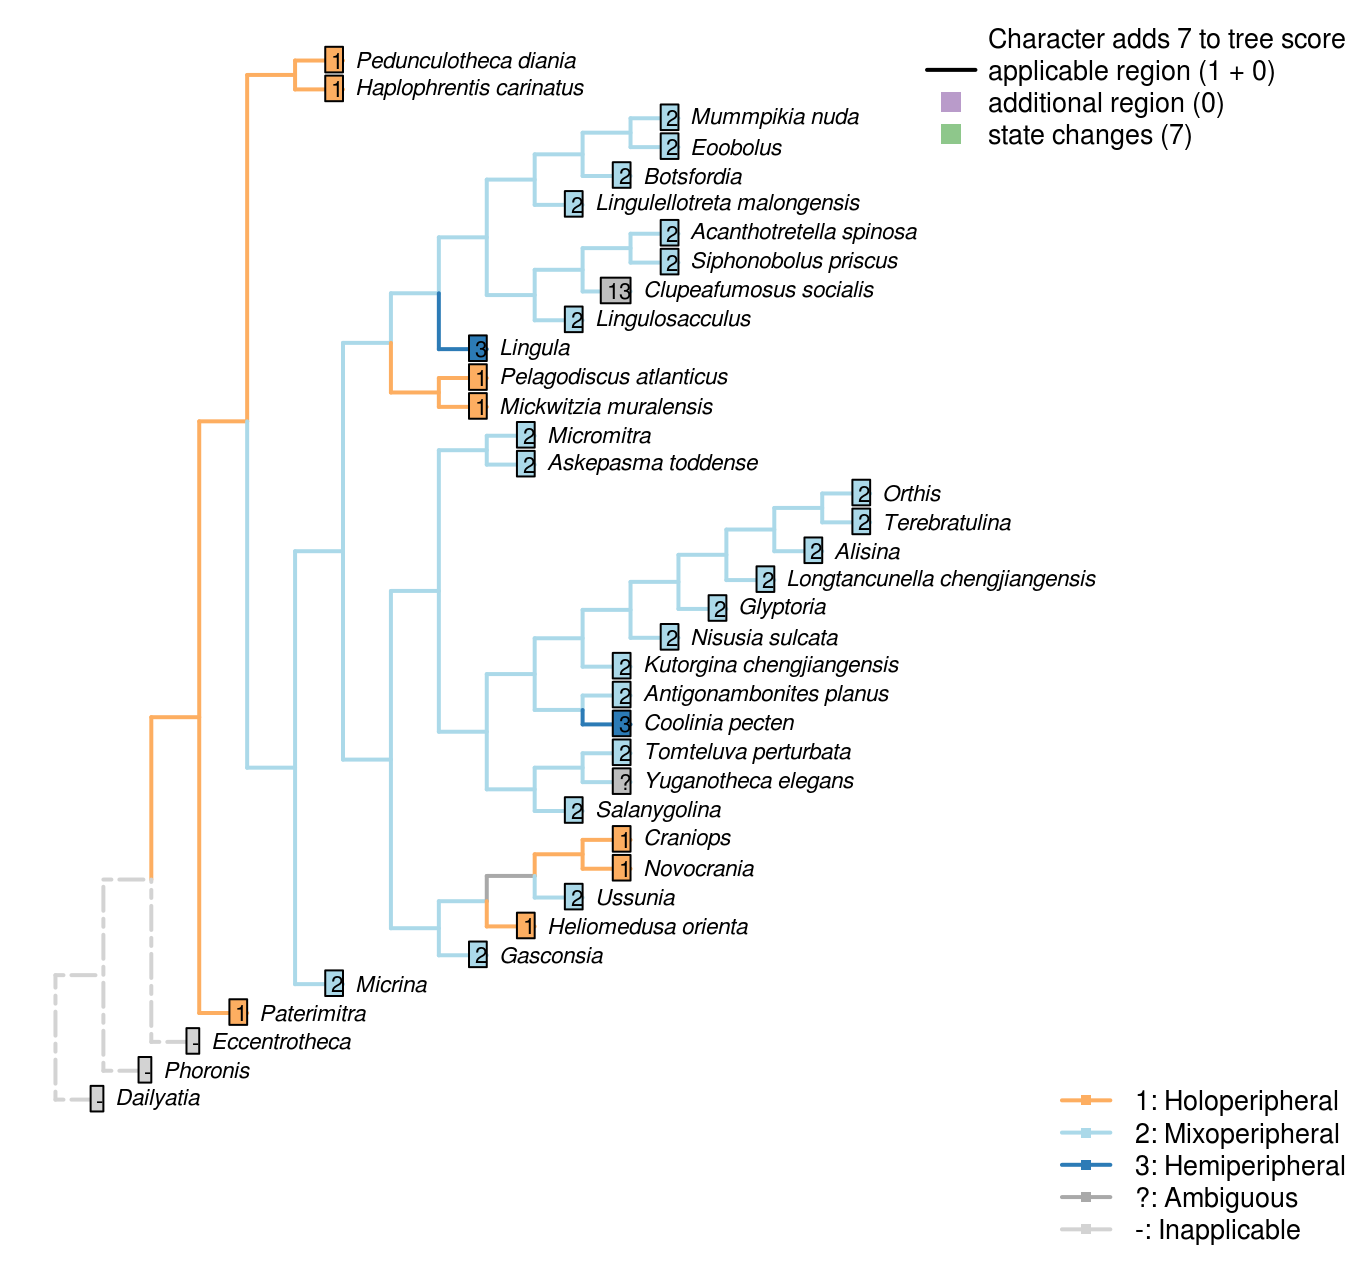 Character adds 7 to tree score
applicable region (1 + 0)
additional region (0)
state changes (7)
1 Pedunculotheca diania
1 Haplophrentis carinatus
2 Mummpikia nuda
2 Eoobolus
2 Botsfordia
2 Lingulellotreta malongensis
2 Acanthotretella spinosa
2 Siphonobolus priscus
13 Clupeafumosus socialis
2 Lingulosacculus
3 Lingula
1 Pelagodiscus atlanticus
1 Mickwitzia muralensis
2 Micromitra
2 Askepasma toddense
2 Orthis
2 Terebratulina
2 Alisina
2 Longtancunella chengjiangensis
2 Glyptoria
2 Nisusia sulcata
2 Kutorgina chengjiangensis
2 Antigonambonites planus
3 Coolinia pecten
2 Tomteluva perturbata
? Yuganotheca elegans
2 Salanygolina
1 Craniops
1 Novocrania
2 Ussunia
1 Heliomedusa orienta
2 Gasconsia
2 Micrina
1 Paterimitra
- Eccentrotheca
- Phoronis
- Dailyatia
1: Holoperipheral
2: Mixoperipheral
3: Hemiperipheral
?: Ambiguous
-: Inapplicable